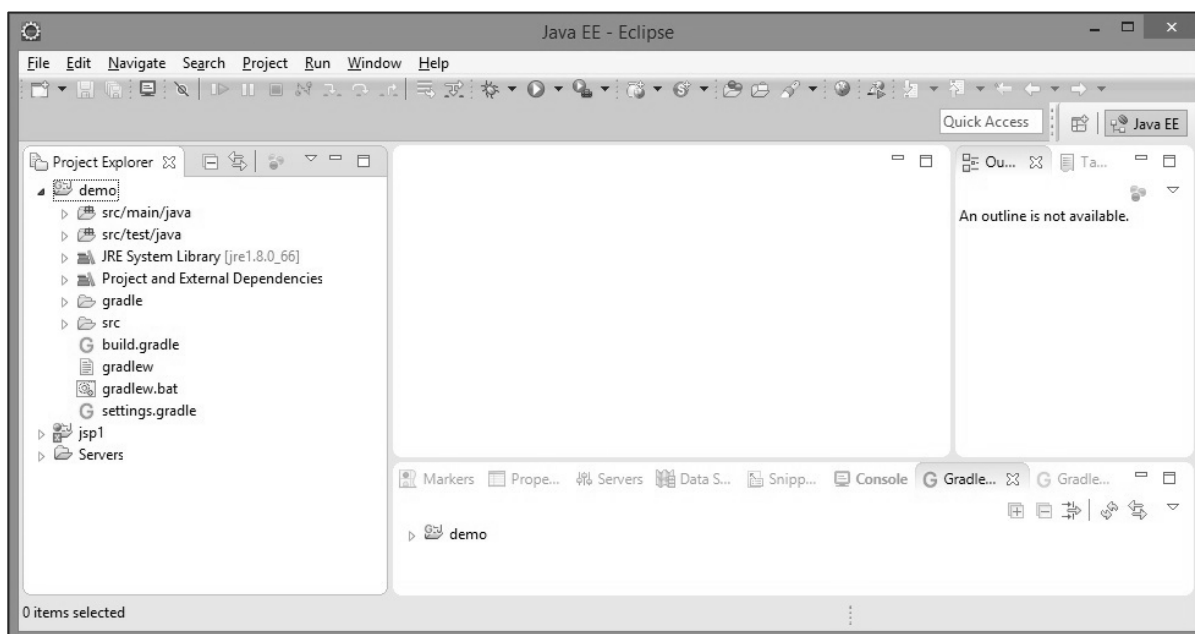 Java EE - Eclipse
File Edit Navigate Search Project Run Window Help
Quick Access
Java EE
Project Explorer
demo
src/main/java
src/test/java
JRE System Library [jre1.8.0_66]
Project and External Dependencies
gradle
src
build.gradle
gradlew
gradlew.bat
settings.gradle
jsp1
Servers
Ou... Ta...
An outline is not available.
Markers Prope... Servers Data S... Snipp... Console Gradle... Gradle...
demo
0 items selected